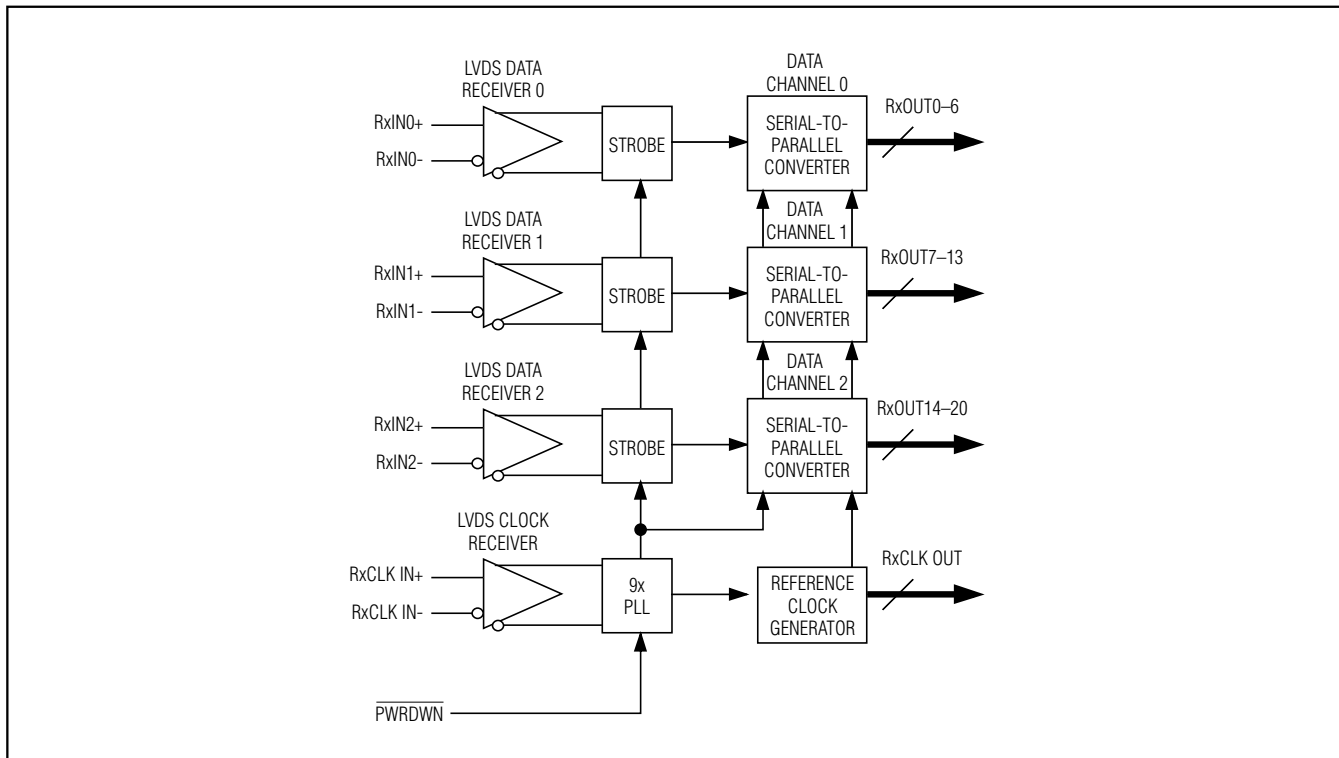 LVDS DATA
RECEIVER 0
RxIN0+
RxIN0-
STROBE
DATA
CHANNEL 0
SERIAL-TO-
PARALLEL
CONVERTER
RxOUT0–6
LVDS DATA
RECEIVER 1
RxIN1+
RxIN1-
STROBE
DATA
CHANNEL 1
SERIAL-TO-
PARALLEL
CONVERTER
RxOUT7–13
LVDS DATA
RECEIVER 2
RxIN2+
RxIN2-
STROBE
DATA
CHANNEL 2
SERIAL-TO-
PARALLEL
CONVERTER
RxOUT14–20
LVDS CLOCK
RECEIVER
RxCLK IN+
RxCLK IN-
9x
PLL
REFERENCE
CLOCK
GENERATOR
RxCLK OUT
PWRDWN